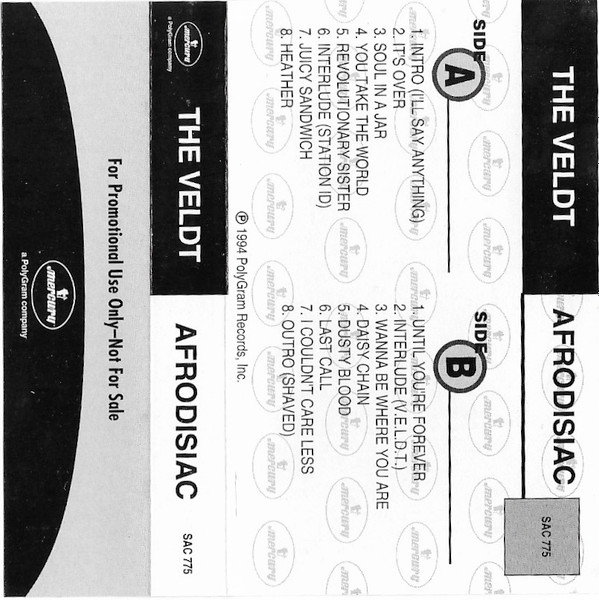 THE VELDT
AFRODISIAC
SAC 775
SIDE
A
1. INTRO (I'LL SAY ANYTHING)
2. IT'S OVER
3. SOUL IN A JAR
4. YOU TAKE THE WORLD
5. REVOLUTIONARY SISTER
6. INTERLUDE (STATION ID)
7. JUICY SANDWICH
8. HEATHER
SIDE
B
1. UNTIL YOU'RE FOREVER
2. INTERLUDE (V.E.L.D.T.)
3. WANNA BE WHERE YOU ARE
4. DAISY CHAIN
5. DUSTY BLOOD
6. LAST CALL
7. I COULDN'T CARE LESS
8. OUTRO (SHAVED)
℗ 1994 PolyGram Records, Inc.
mercury
a PolyGram company
THE VELDT
AFRODISIAC
SAC 775
For Promotional Use Only–Not For Sale
mercury
a PolyGram company